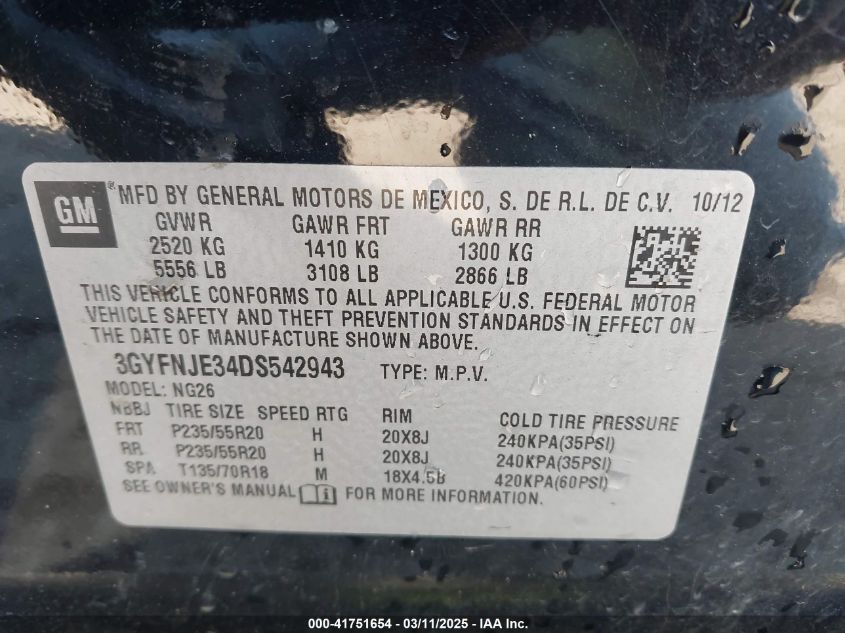 GM MFD BY GENERAL MOTORS DE MEXICO, S. DE R.L. DE C.V. 10/12
GVWR GAWR FRT GAWR RR
2520 KG 1410 KG 1300 KG
5556 LB 3108 LB 2866 LB
THIS VEHICLE CONFORMS TO ALL APPLICABLE U.S. FEDERAL MOTOR
VEHICLE SAFETY AND THEFT PREVENTION STANDARDS IN EFFECT ON
THE DATE OF MANUFACTURE SHOWN ABOVE.
3GYFNJE34DS542943 TYPE: M.P.V.
MODEL: NG26
NBBJ TIRE SIZE SPEED RTG RIM COLD TIRE PRESSURE
FRT P235/55R20 H 20X8J 240KPA(35PSI)
RR P235/55R20 H 20X8J 240KPA(35PSI)
SPA T135/70R18 M 18X4.5B 420KPA(60PSI)
SEE OWNER'S MANUAL FOR MORE INFORMATION.
000-41751654 - 03/11/2025 - IAAI Inc.